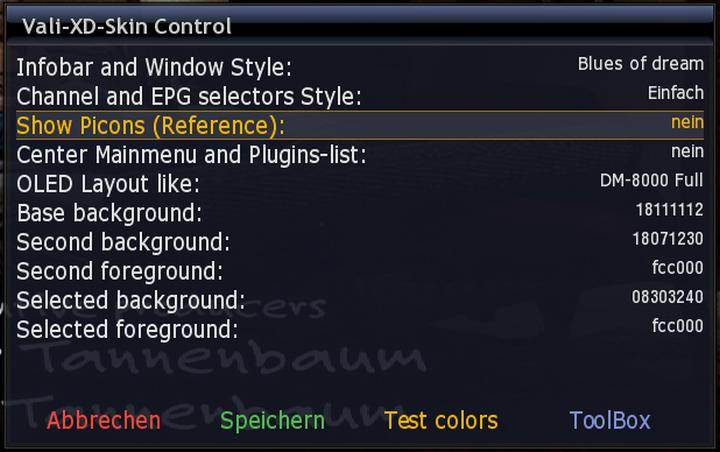 Vali-XD-Skin Control
Infobar and Window Style: Blues of dream
Channel and EPG selectors Style: Einfach
Show Picons (Reference): nein
Center Mainmenu and Plugins-list: nein
OLED Layout like: DM-8000 Full
Base background: 18111112
Second background: 18071230
Second foreground: fcc000
Selected background: 08303240
Selected foreground: fcc000
producers
Tannenbaum
Tannenbaum
Abbrechen Speichern Test colors ToolBox